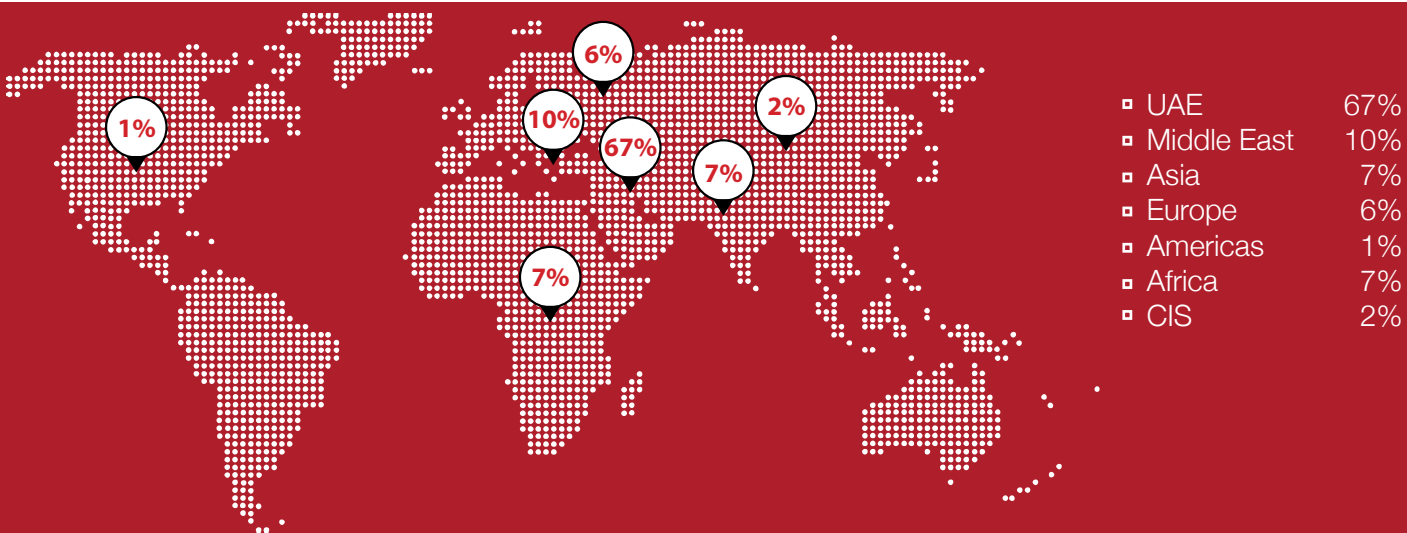 6%
10%
2%
1%
67%
7%
7%
UAE 67%
Middle East 10%
Asia 7%
Europe 6%
Americas 1%
Africa 7%
CIS 2%